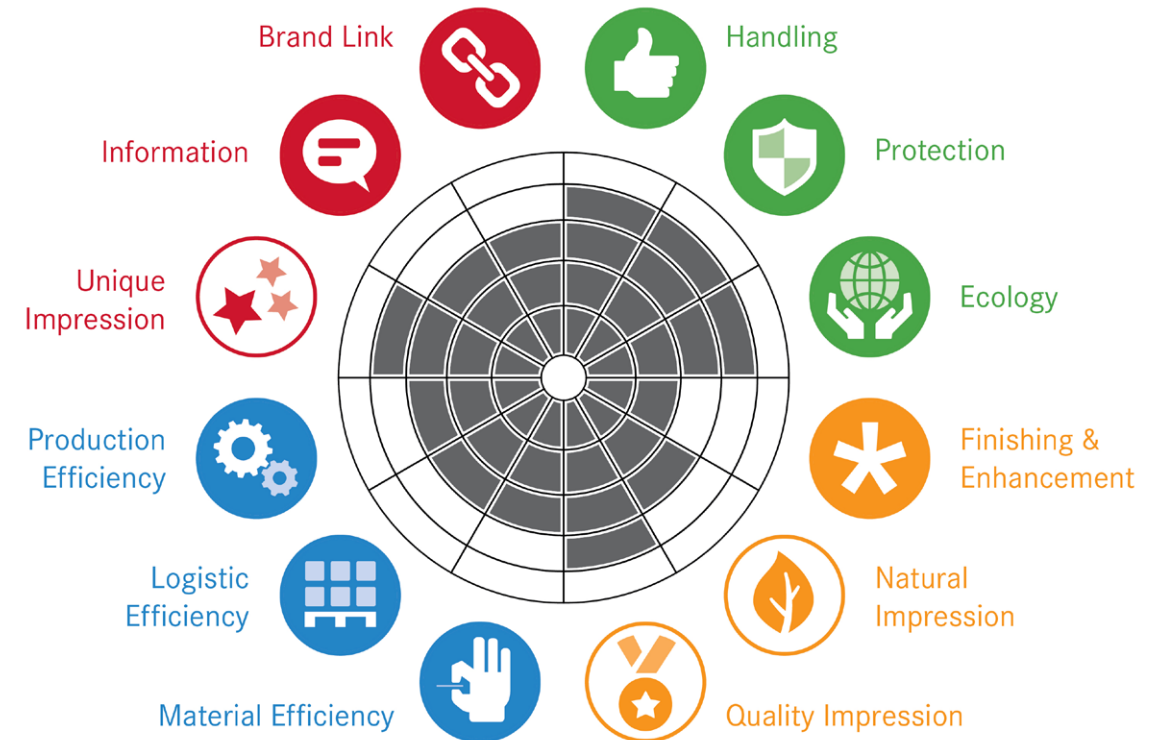 Brand Link
Handling
Information
Protection
Unique
Impression
Ecology
Production
Efficiency
Finishing &
Enhancement
Logistic
Efficiency
Natural
Impression
Material Efficiency
Quality Impression